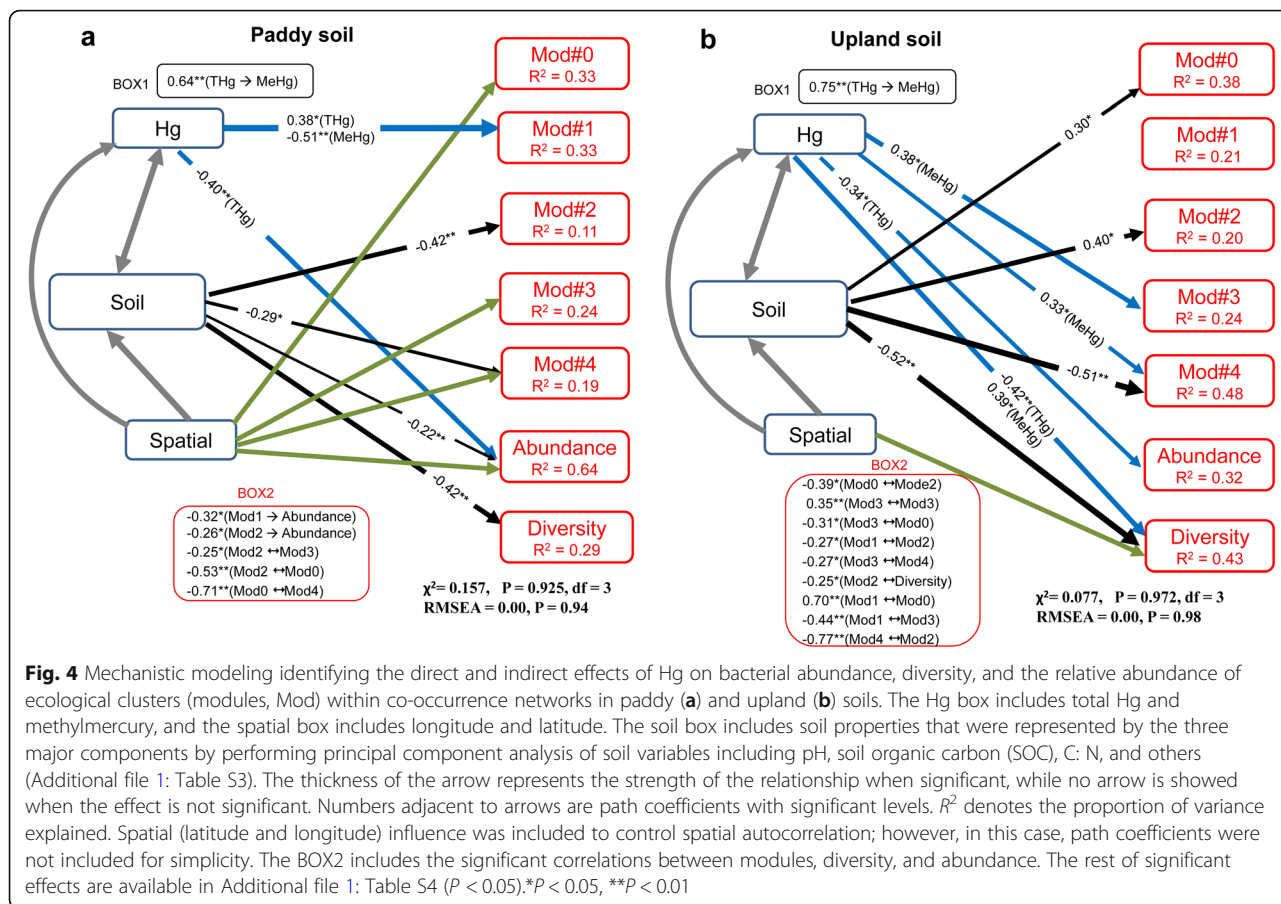 a
Paddy soil
BOX1
0.64**(THg → MeHg)
Hg
0.38*(THg)
-0.51**(MeHg)
-0.40**(THg)
Soil
-0.42**
-0.29*
-0.22**
-0.42**
Spatial
Mod#0
R² = 0.33
Mod#1
R² = 0.33
Mod#2
R² = 0.11
Mod#3
R² = 0.24
Mod#4
R² = 0.19
Abundance
R² = 0.64
Diversity
R² = 0.29
BOX2
-0.32*(Mod1 → Abundance)
-0.26*(Mod2 → Abundance)
-0.25*(Mod2 ↔Mod3)
-0.53**(Mod2 ↔Mod0)
-0.71**(Mod0 ↔Mod4)
χ²= 0.157, P = 0.925, df = 3
RMSEA = 0.00, P = 0.94
b
Upland soil
BOX1
0.75**(THg → MeHg)
Hg
0.38*(MeHg)
-0.34*(THg)
0.33*(MeHg)
-0.42**(THg)
0.39*(MeHg)
Soil
0.30*
0.40*
-0.51**
-0.52**
Spatial
Mod#0
R² = 0.38
Mod#1
R² = 0.21
Mod#2
R² = 0.20
Mod#3
R² = 0.24
Mod#4
R² = 0.48
Abundance
R² = 0.32
Diversity
R² = 0.43
BOX2
-0.39*(Mod0 ↔Mode2)
0.35**(Mod3 ↔Mod3)
-0.31*(Mod3 ↔Mod0)
-0.27*(Mod1 ↔Mod2)
-0.27*(Mod3 ↔Mod4)
-0.25*(Mod2 ↔Diversity)
0.70**(Mod1 ↔Mod0)
-0.44**(Mod1 ↔Mod3)
-0.77**(Mod4 ↔Mod2)
χ²= 0.077, P = 0.972, df = 3
RMSEA = 0.00, P = 0.98
Fig. 4 Mechanistic modeling identifying the direct and indirect effects of Hg on bacterial abundance, diversity, and the relative abundance of
ecological clusters (modules, Mod) within co-occurrence networks in paddy (a) and upland (b) soils. The Hg box includes total Hg and
methylmercury, and the spatial box includes longitude and latitude. The soil box includes soil properties that were represented by the three
major components by performing principal component analysis of soil variables including pH, soil organic carbon (SOC), C: N, and others
(Additional file 1: Table S3). The thickness of the arrow represents the strength of the relationship when significant, while no arrow is showed
when the effect is not significant. Numbers adjacent to arrows are path coefficients with significant levels. R² denotes the proportion of variance
explained. Spatial (latitude and longitude) influence was included to control spatial autocorrelation; however, in this case, path coefficients were
not included for simplicity. The BOX2 includes the significant correlations between modules, diversity, and abundance. The rest of significant
effects are available in Additional file 1: Table S4 (P < 0.05).*P < 0.05, **P < 0.01